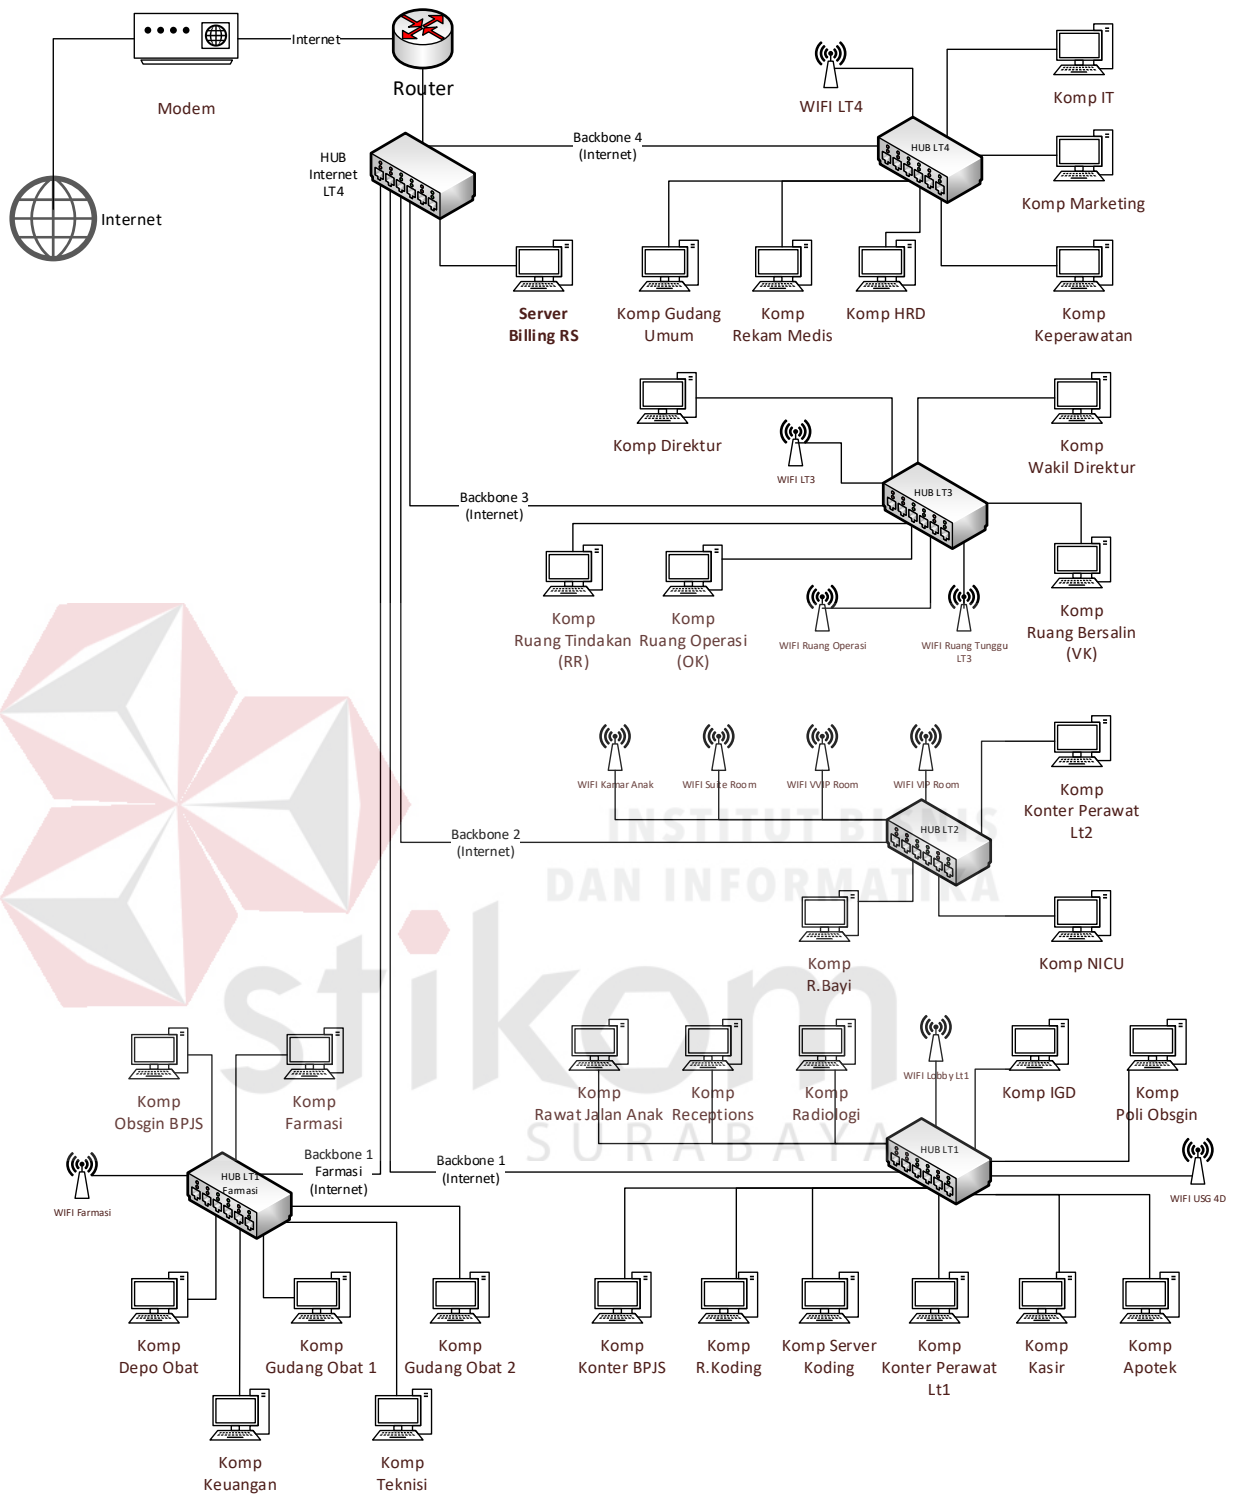 Internet
Modem
Router
Internet
HUB
Internet
LT4
Backbone 4
(Internet)
WIFI LT4
HUB LT4
Komp IT
Komp Marketing
Server
Billing RS
Komp Gudang
Umum
Komp
Rekam Medis
Komp HRD
Komp
Keperawatan
Komp Direktur
WIFI LT3
Komp
Wakil Direktur
HUB LT3
Backbone 3
(Internet)
Komp
Ruang Tindakan
(RR)
Komp
Ruang Operasi
(OK)
WIFI Ruang Operasi
WIFI Ruang Tunggu
LT3
Komp
Ruang Bersalin
(VK)
WIFI Kamar Anak
WIFI Suite Room
WIFI VVIP Room
WIFI VIP Room
Komp
Konter Perawat
Lt2
HUB LT2
Backbone 2
(Internet)
INSTITUT BISNIS
DAN INFORMATIKA
Komp
R.Bayi
Komp NICU
stikom
SURABAYA
Komp
Obsgin BPJS
Komp
Farmasi
Komp
Rawat Jalan Anak
Komp
Receptions
Komp
Radiologi
WIFI Lobby Lt1
Komp IGD
Komp
Poli Obsgin
Backbone 1
Farmasi
(Internet)
Backbone 1
(Internet)
HUB LT1
HUB LT1
Farmasi
WIFI Farmasi
WIFI USG 4D
Komp
Depo Obat
Komp
Gudang Obat 1
Komp
Gudang Obat 2
Komp
Konter BPJS
Komp
R.Koding
Komp Server
Koding
Komp
Konter Perawat
Lt1
Komp
Kasir
Komp
Apotek
Komp
Keuangan
Komp
Teknisi